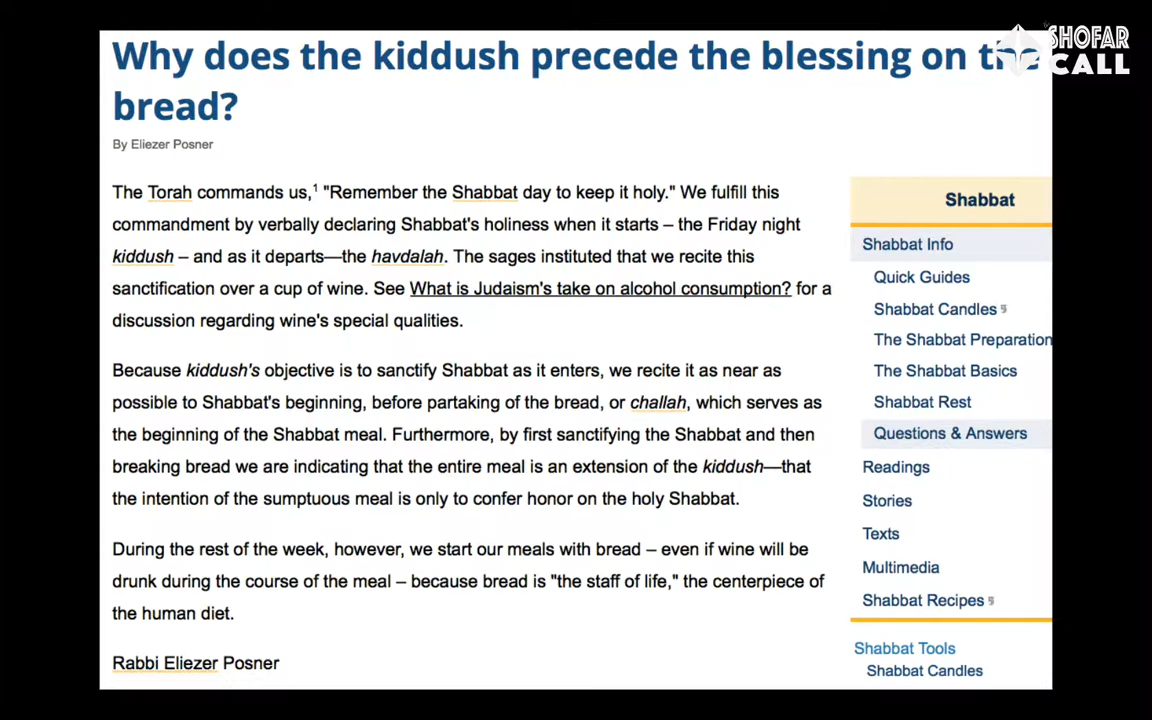 SHOFAR
CALL
Why does the kiddush precede the blessing on the
bread?
By Eliezer Posner
The Torah commands us,1 "Remember the Shabbat day to keep it holy." We fulfill this
commandment by verbally declaring Shabbat's holiness when it starts – the Friday night
kiddush – and as it departs—the havdalah. The sages instituted that we recite this
sanctification over a cup of wine. See What is Judaism's take on alcohol consumption? for a
discussion regarding wine's special qualities.
Because kiddush's objective is to sanctify Shabbat as it enters, we recite it as near as
possible to Shabbat's beginning, before partaking of the bread, or challah, which serves as
the beginning of the Shabbat meal. Furthermore, by first sanctifying the Shabbat and then
breaking bread we are indicating that the entire meal is an extension of the kiddush—that
the intention of the sumptuous meal is only to confer honor on the holy Shabbat.
During the rest of the week, however, we start our meals with bread – even if wine will be
drunk during the course of the meal – because bread is "the staff of life," the centerpiece of
the human diet.
Rabbi Eliezer Posner
Shabbat
Shabbat Info
Quick Guides
Shabbat Candles
The Shabbat Preparation
The Shabbat Basics
Shabbat Rest
Questions & Answers
Readings
Stories
Texts
Multimedia
Shabbat Recipes
Shabbat Tools
Shabbat Candles